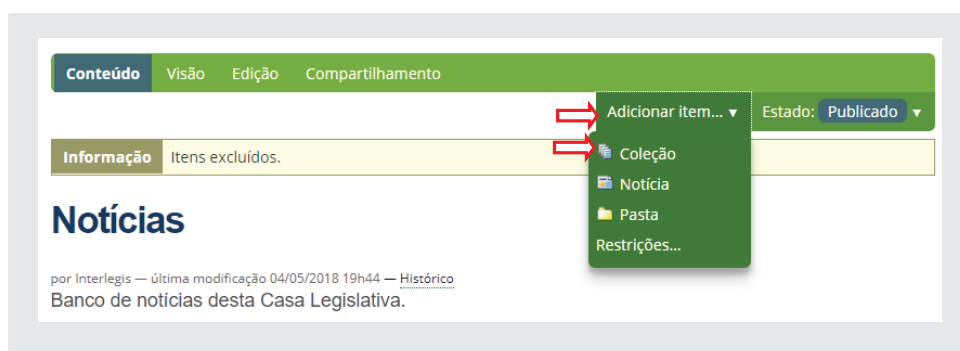 Conteúdo Visão Edição Compartilhamento
Adicionar item... ▼ Estado: Publicado ▼
Informação Itens excluídos.
Coleção
Notícia
Pasta
Restrições...
Notícias
por Interlegis — última modificação 04/05/2018 19h44 — Histórico
Banco de notícias desta Casa Legislativa.